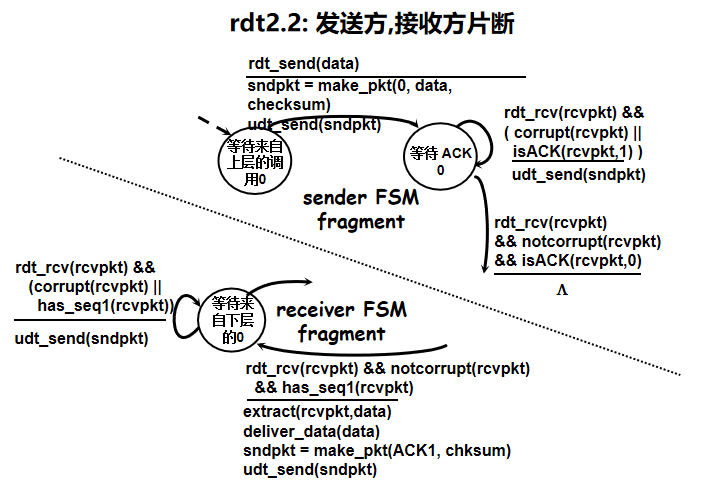 rdt2.2: 发送方,接收方片断
rdt_send(data)
sndpkt = make_pkt(0, data,
checksum)
udt_send(sndpkt)
等待来自
上层的调
用0
等待 ACK
0
rdt_rcv(rcvpkt) &&
( corrupt(rcvpkt) ||
isACK(rcvpkt,1) )
udt_send(sndpkt)
sender FSM
fragment
rdt_rcv(rcvpkt)
&& notcorrupt(rcvpkt)
&& isACK(rcvpkt,0)
Λ
rdt_rcv(rcvpkt) &&
(corrupt(rcvpkt) ||
has_seq1(rcvpkt))
udt_send(sndpkt)
等待来
自下层
的0
receiver FSM
fragment
rdt_rcv(rcvpkt) && notcorrupt(rcvpkt)
&& has_seq1(rcvpkt)
extract(rcvpkt,data)
deliver_data(data)
sndpkt = make_pkt(ACK1, chksum)
udt_send(sndpkt)